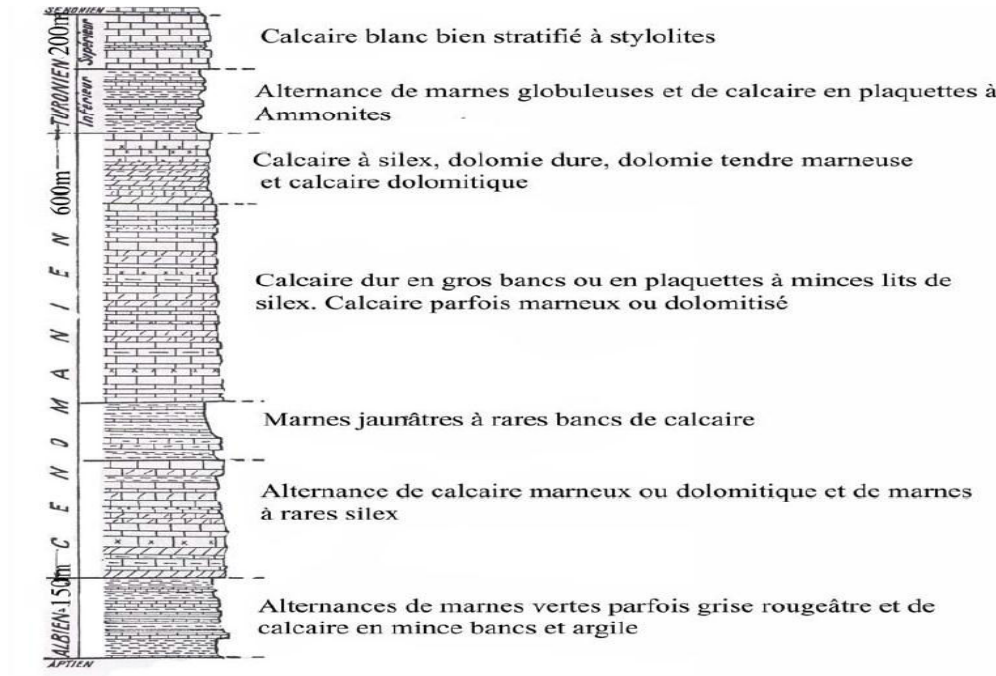 SENONIEN
TURONIEN 200m
Supérieur
Inférieur
Calcaire blanc bien stratifié à stylolites
Alternance de marnes globuleuses et de calcaire en plaquettes à
Ammonites
CENOMANIEN 600m
Calcaire à silex, dolomie dure, dolomie tendre marneuse
et calcaire dolomitique
Calcaire dur en gros bancs ou en plaquettes à minces lits de
silex. Calcaire parfois marneux ou dolomitisé
Marnes jaunâtres à rares bancs de calcaire
Alternance de calcaire marneux ou dolomitique et de marnes
à rares silex
ALBIEN 150m
Alternances de marnes vertes parfois grise rougeâtre et de
calcaire en mince bancs et argile
APTIEN